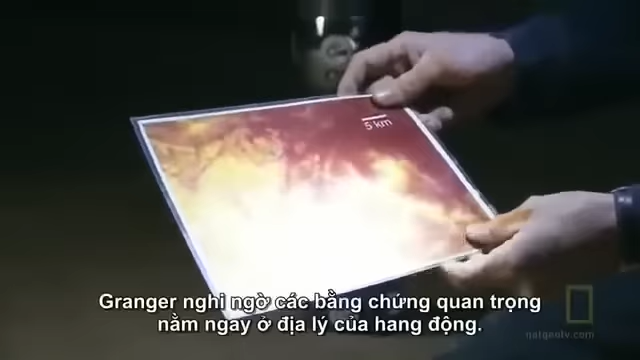 5 km
Granger nghi ngờ các bằng chứng quan trọng
nằm ngay ở địa lý của hang động.
natgeotv.com